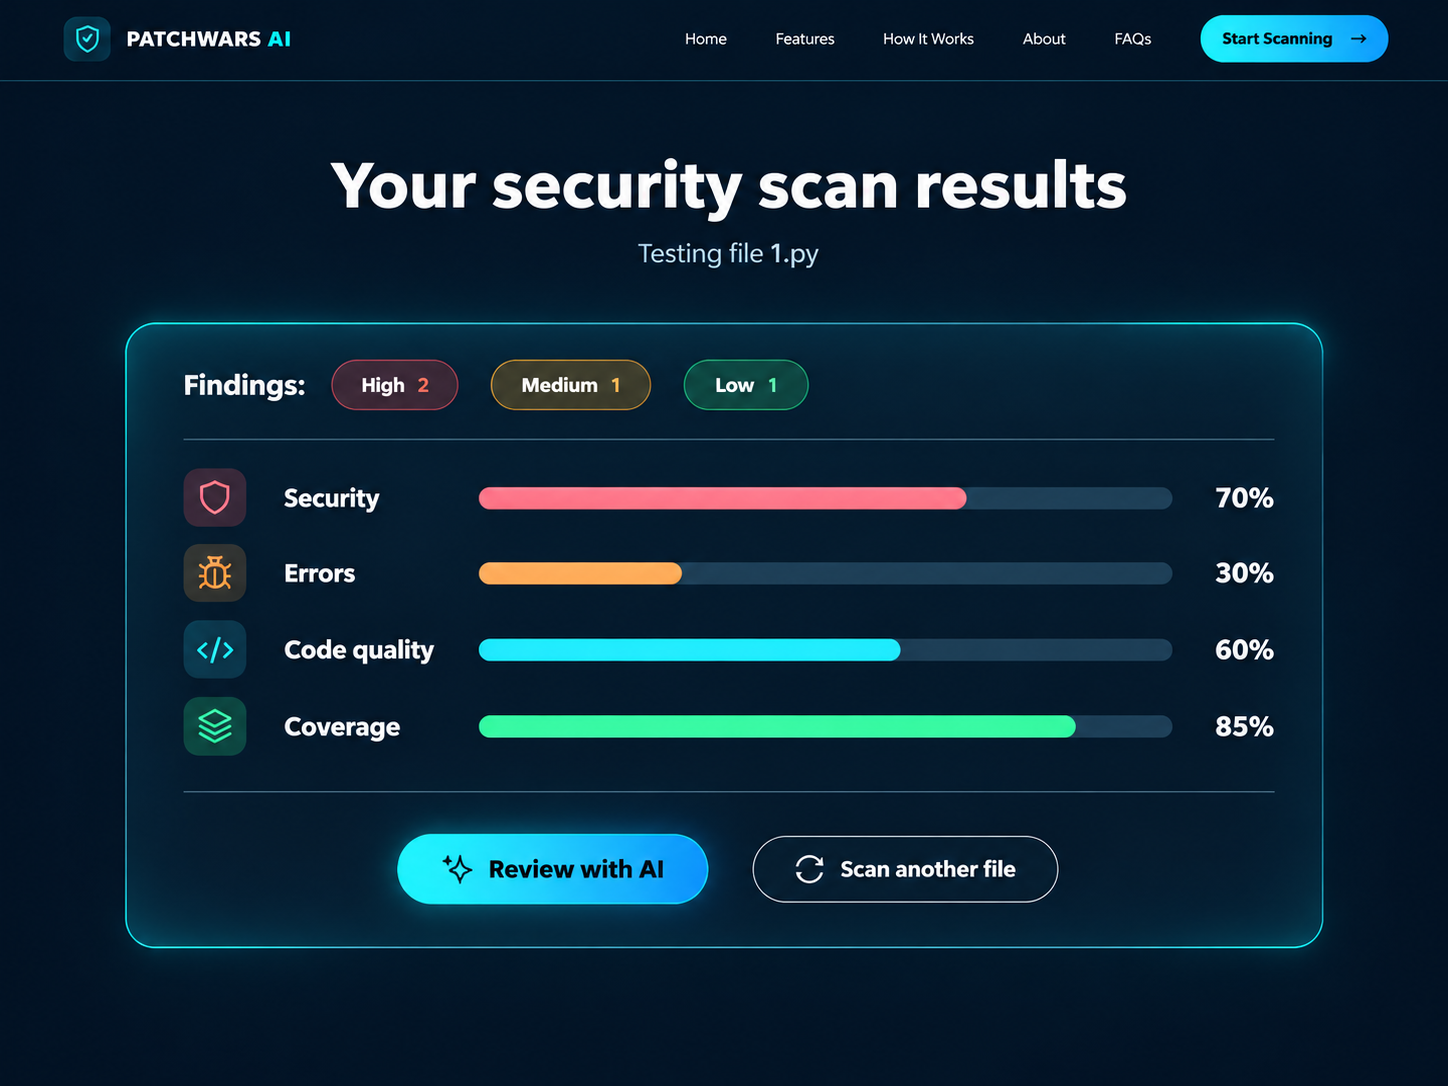 PATCHWARS AI
Home Features How It Works About FAQs Start Scanning
Your security scan results
Testing file 1.py
Findings: High 2 Medium 1 Low 1
Security 70%
Errors 30%
Code quality 60%
Coverage 85%
Review with AI Scan another file